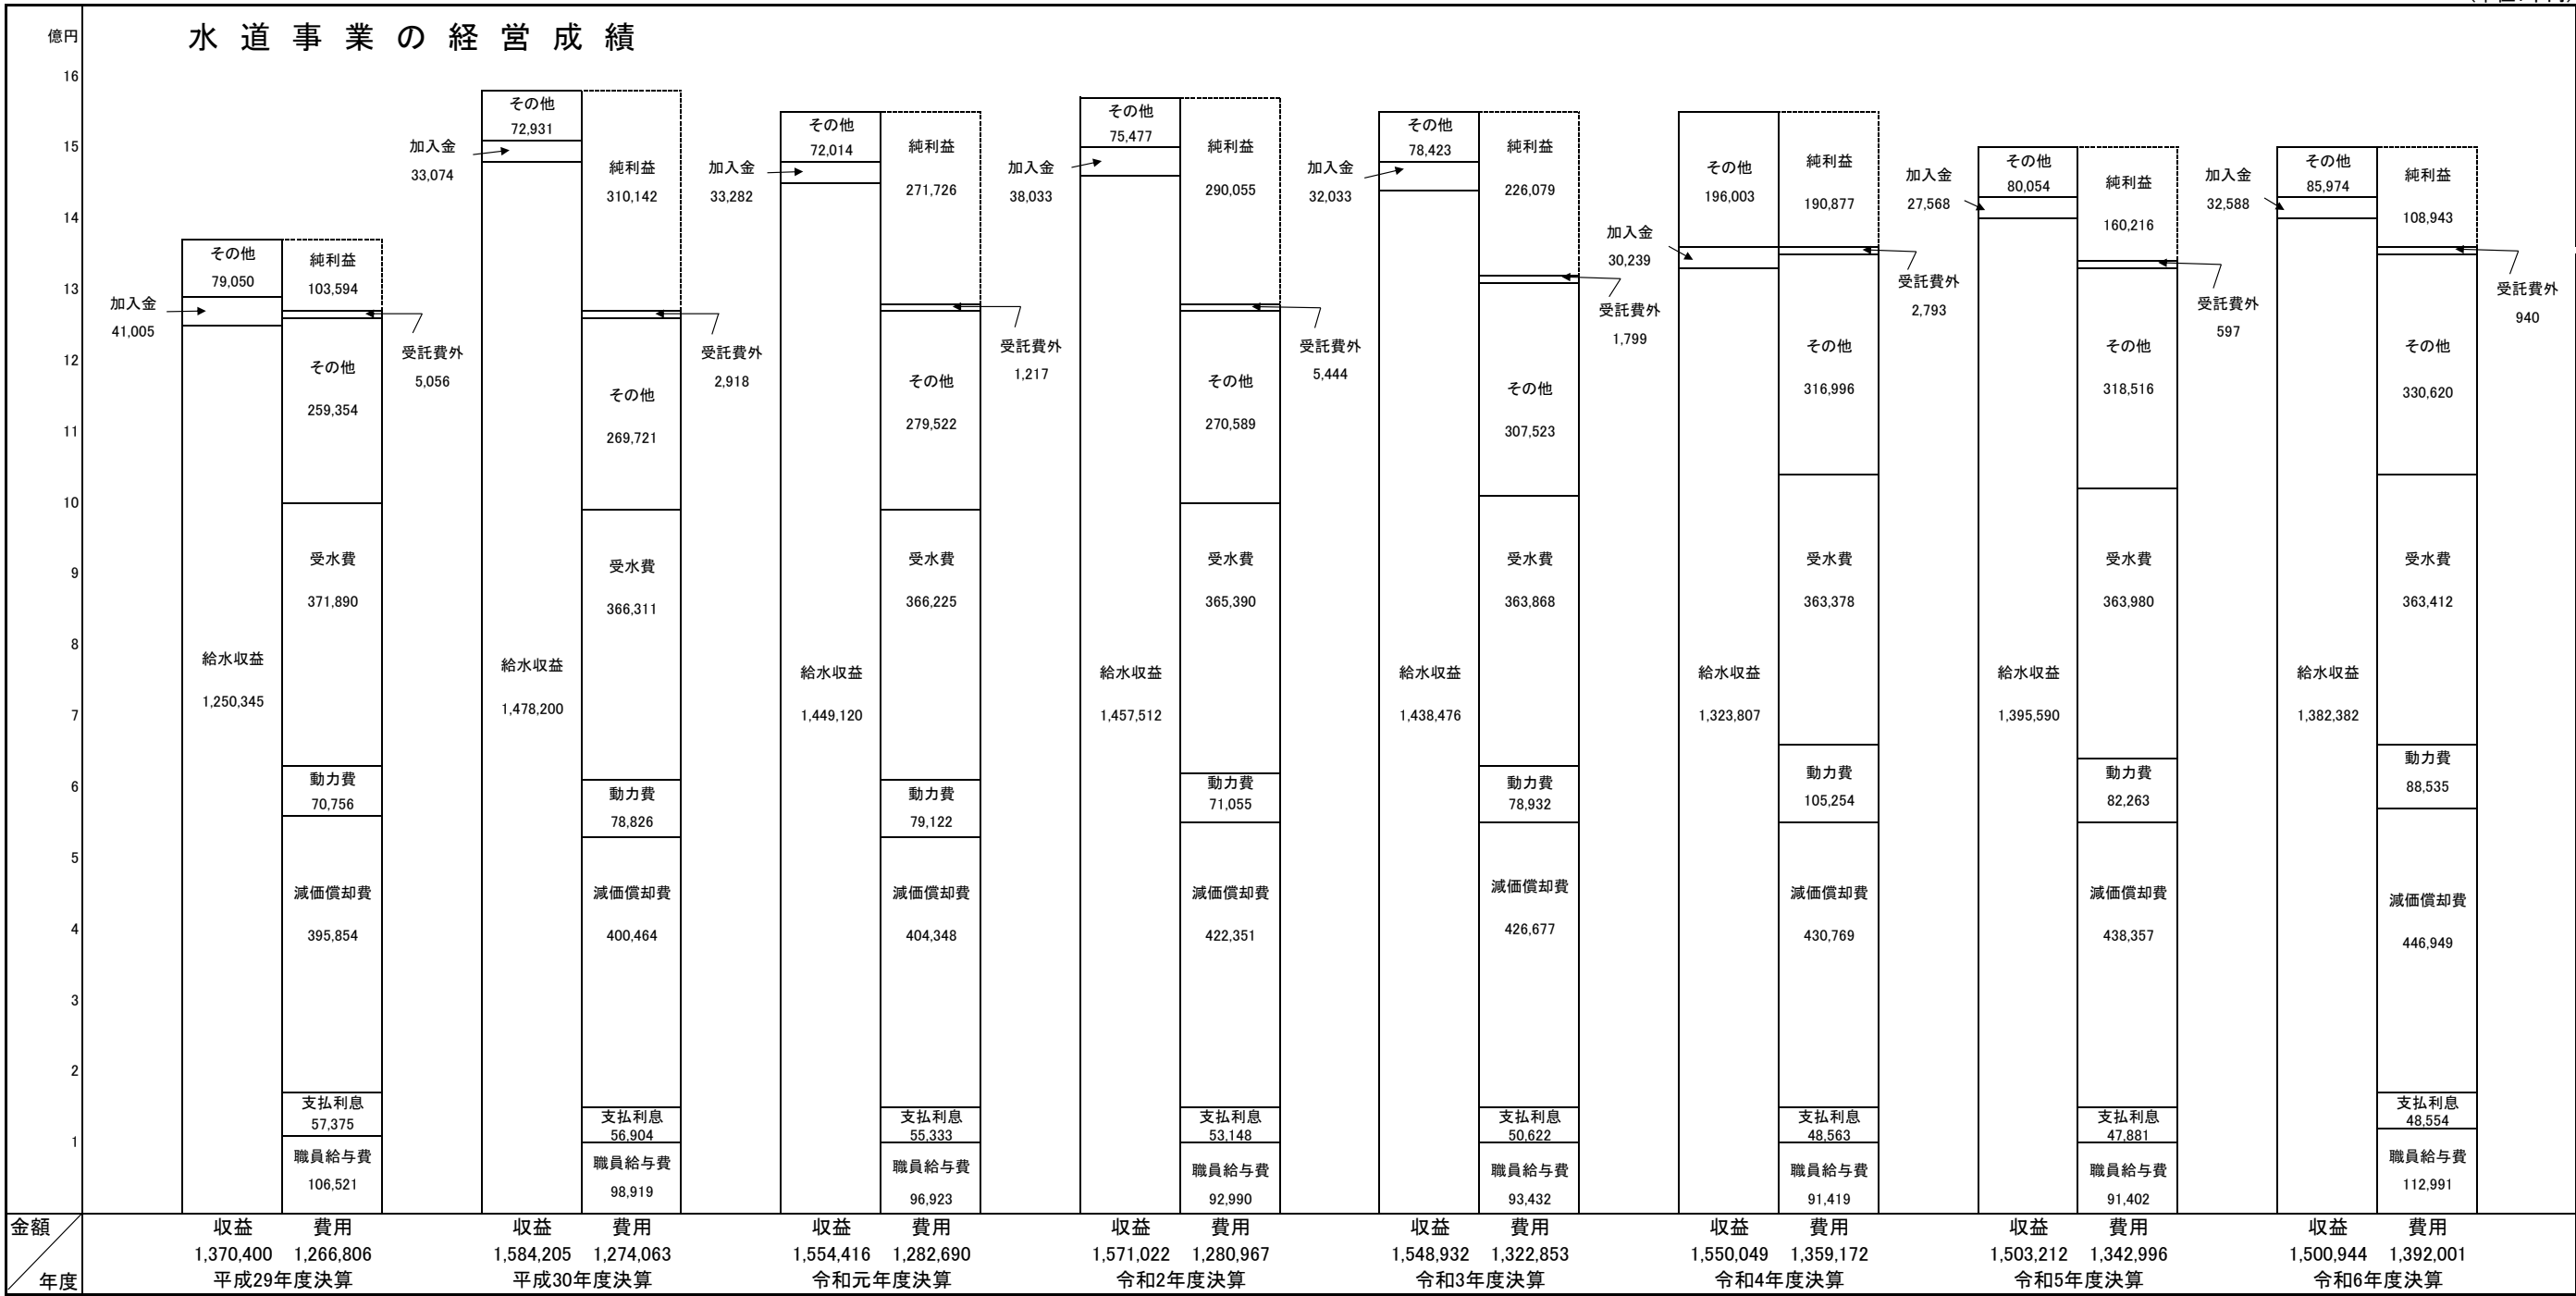 億円
水道事業の経営成績
16
15
14
13
12
11
10
9
8
7
6
5
4
3
2
1
加入金
41,005
その他
79,050
給水収益
1,250,345
純利益
103,594
受託費外
5,056
その他
259,354
受水費
371,890
動力費
70,756
減価償却費
395,854
支払利息
57,375
職員給与費
106,521
加入金
33,074
その他
72,931
給水収益
1,478,200
純利益
310,142
受託費外
2,918
その他
269,721
受水費
366,311
動力費
78,826
減価償却費
400,464
支払利息
56,904
職員給与費
98,919
加入金
33,282
その他
72,014
給水収益
1,449,120
純利益
271,726
受託費外
1,217
その他
279,522
受水費
366,225
動力費
79,122
減価償却費
404,348
支払利息
55,333
職員給与費
96,923
加入金
38,033
その他
75,477
給水収益
1,457,512
純利益
290,055
受託費外
5,444
その他
270,589
受水費
365,390
動力費
71,055
減価償却費
422,351
支払利息
53,148
職員給与費
92,990
加入金
32,033
その他
78,423
給水収益
1,438,476
純利益
226,079
受託費外
1,799
その他
307,523
受水費
363,868
動力費
78,932
減価償却費
426,677
支払利息
50,622
職員給与費
93,432
加入金
30,239
その他
196,003
給水収益
1,323,807
純利益
190,877
受託費外
2,793
その他
316,996
受水費
363,378
動力費
105,254
減価償却費
430,769
支払利息
48,563
職員給与費
91,419
加入金
27,568
その他
80,054
給水収益
1,395,590
純利益
160,216
受託費外
597
その他
318,516
受水費
363,980
動力費
82,263
減価償却費
438,357
支払利息
47,881
職員給与費
91,402
加入金
32,588
その他
85,974
給水収益
1,382,382
純利益
108,943
受託費外
940
その他
330,620
受水費
363,412
動力費
88,535
減価償却費
446,949
支払利息
48,554
職員給与費
112,991
金額
年度
収益 費用
1,370,400 1,266,806
平成29年度決算
収益 費用
1,584,205 1,274,063
平成30年度決算
収益 費用
1,554,416 1,282,690
令和元年度決算
収益 費用
1,571,022 1,280,967
令和2年度決算
収益 費用
1,548,932 1,322,853
令和3年度決算
収益 費用
1,550,049 1,359,172
令和4年度決算
収益 費用
1,503,212 1,342,996
令和5年度決算
収益 費用
1,500,944 1,392,001
令和6年度決算